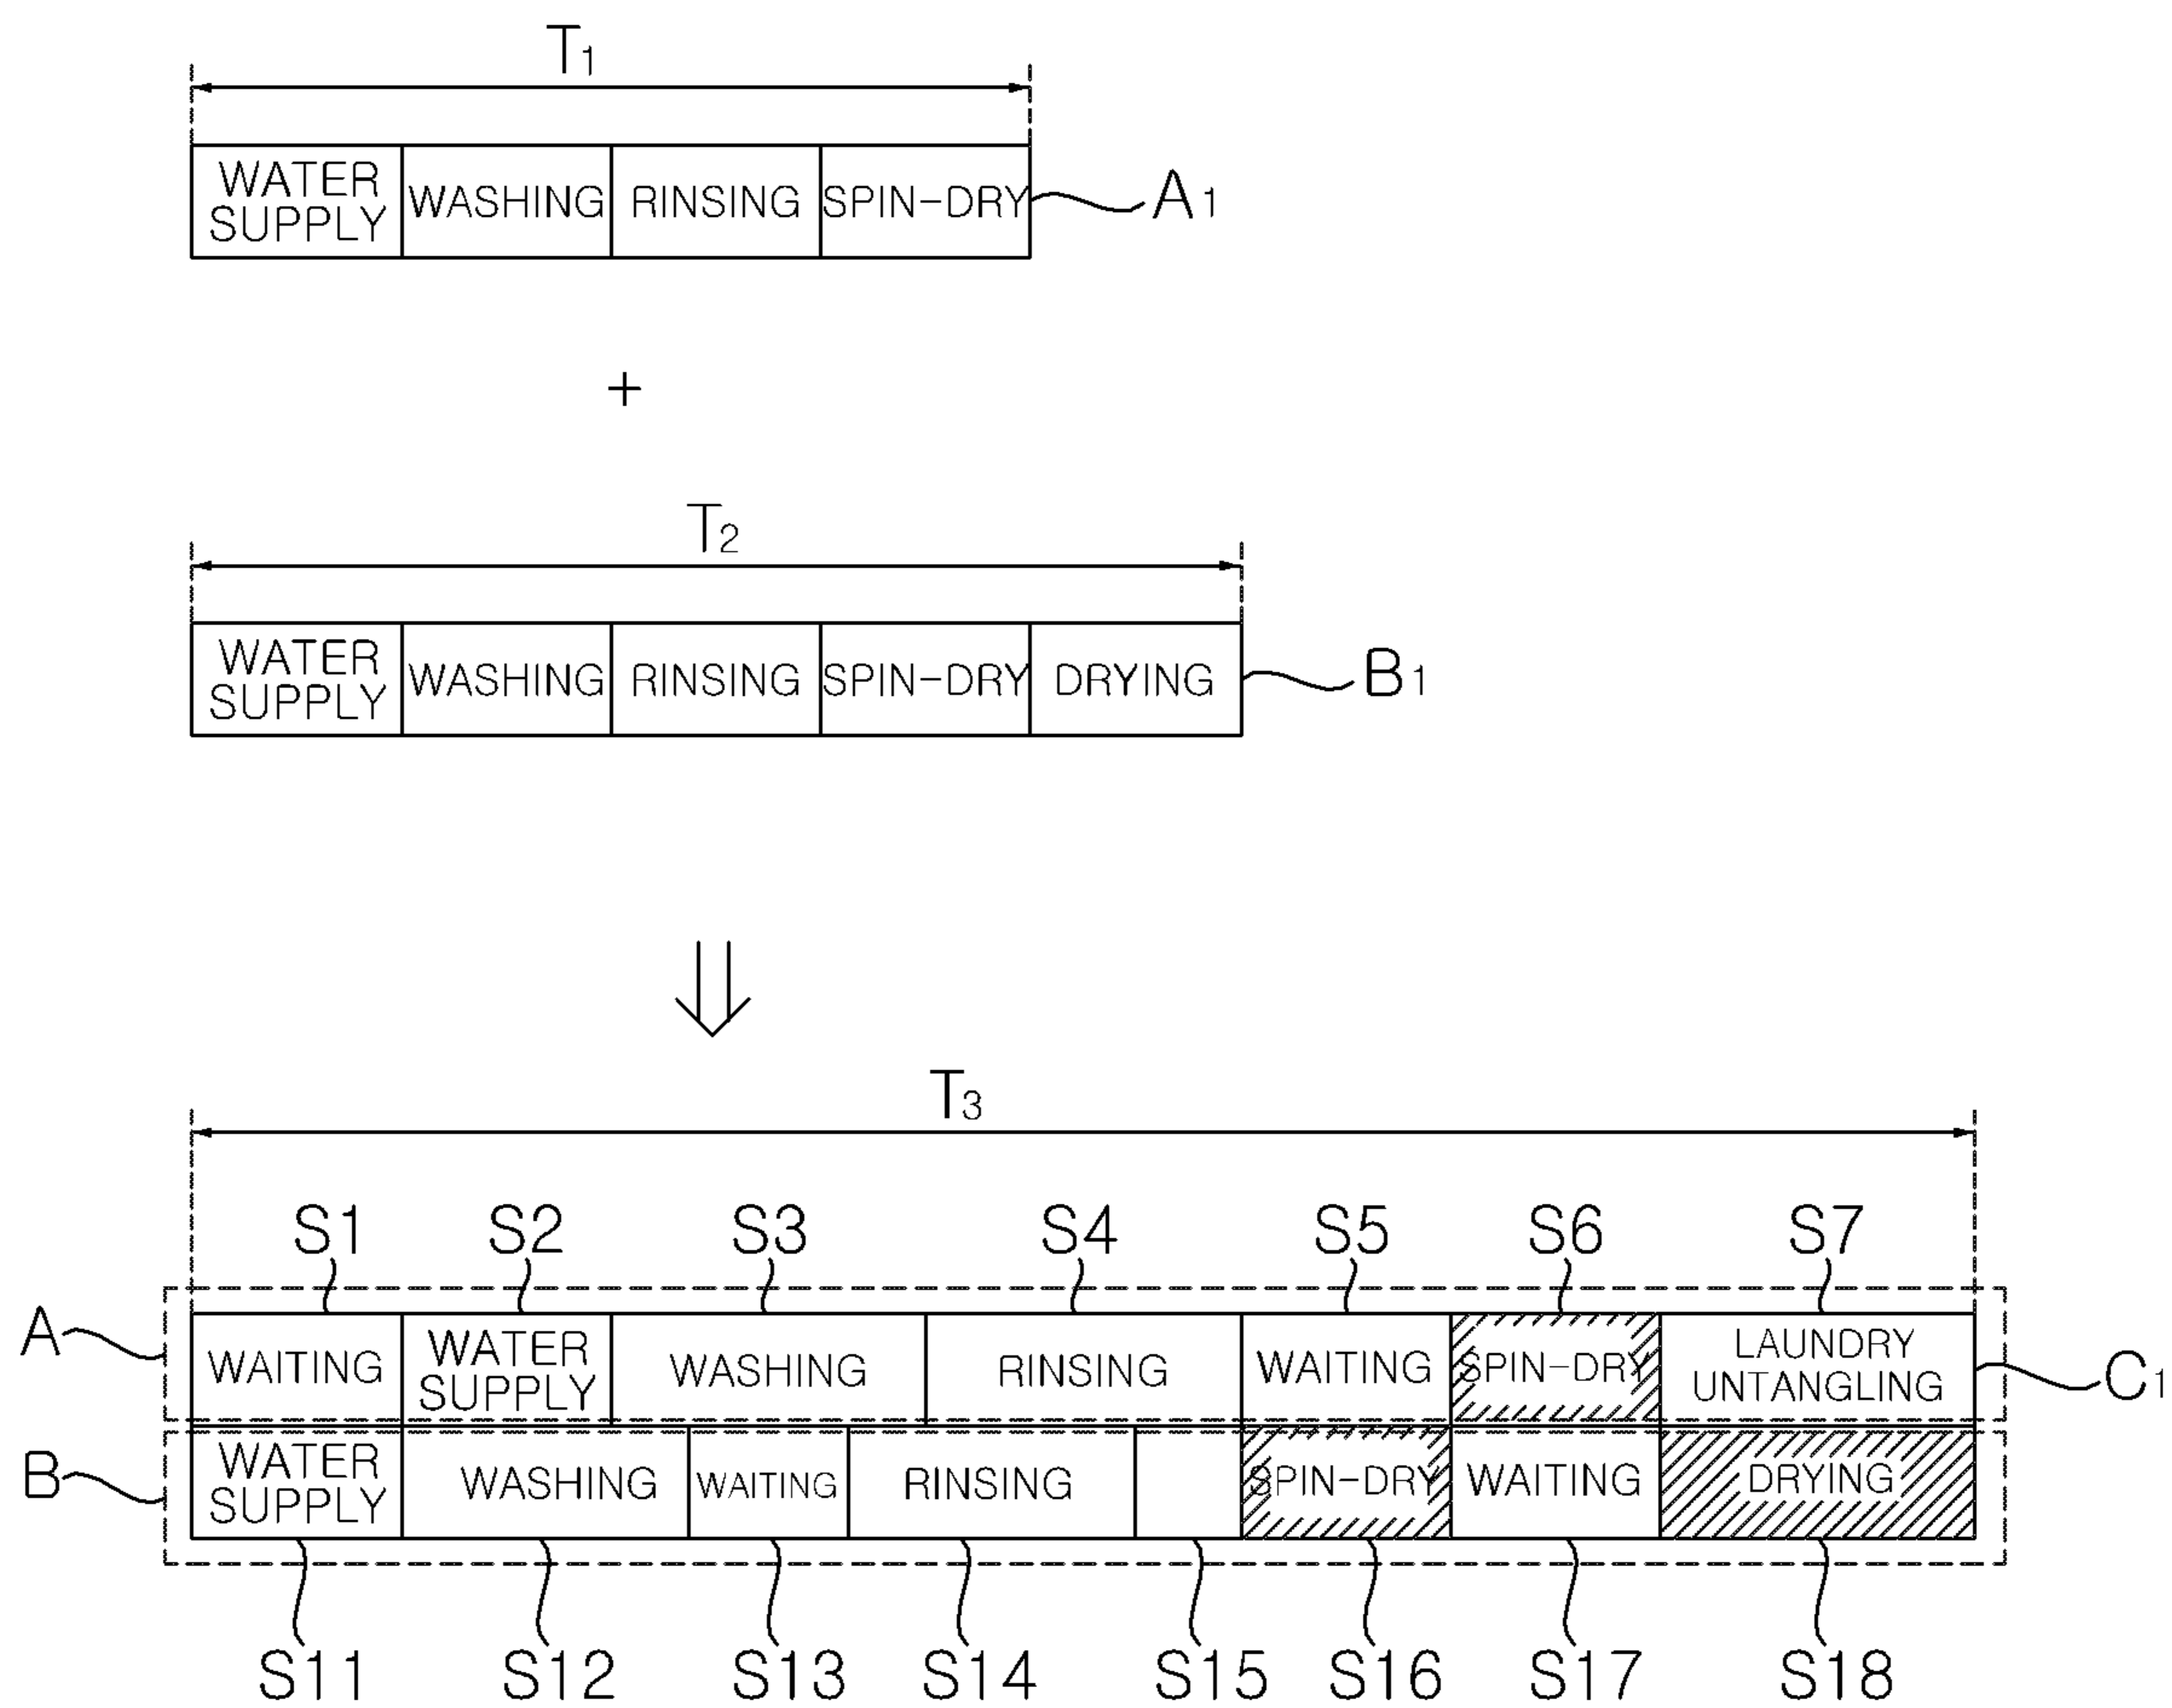 T1
WATER
SUPPLY
WASHING
RINSING
SPIN-DRY
A1
+
T2
WATER
SUPPLY
WASHING
RINSING
SPIN-DRY
DRYING
B1
T3
S1
S2
S3
S4
S5
S6
S7
A
WAITING
WATER
SUPPLY
WASHING
RINSING
WAITING
SPIN-DRY
LAUNDRY
UNTANGLING
C1
B
WATER
SUPPLY
WASHING
WAITING
RINSING
SPIN-DRY
WAITING
DRYING
S11
S12
S13
S14
S15
S16
S17
S18